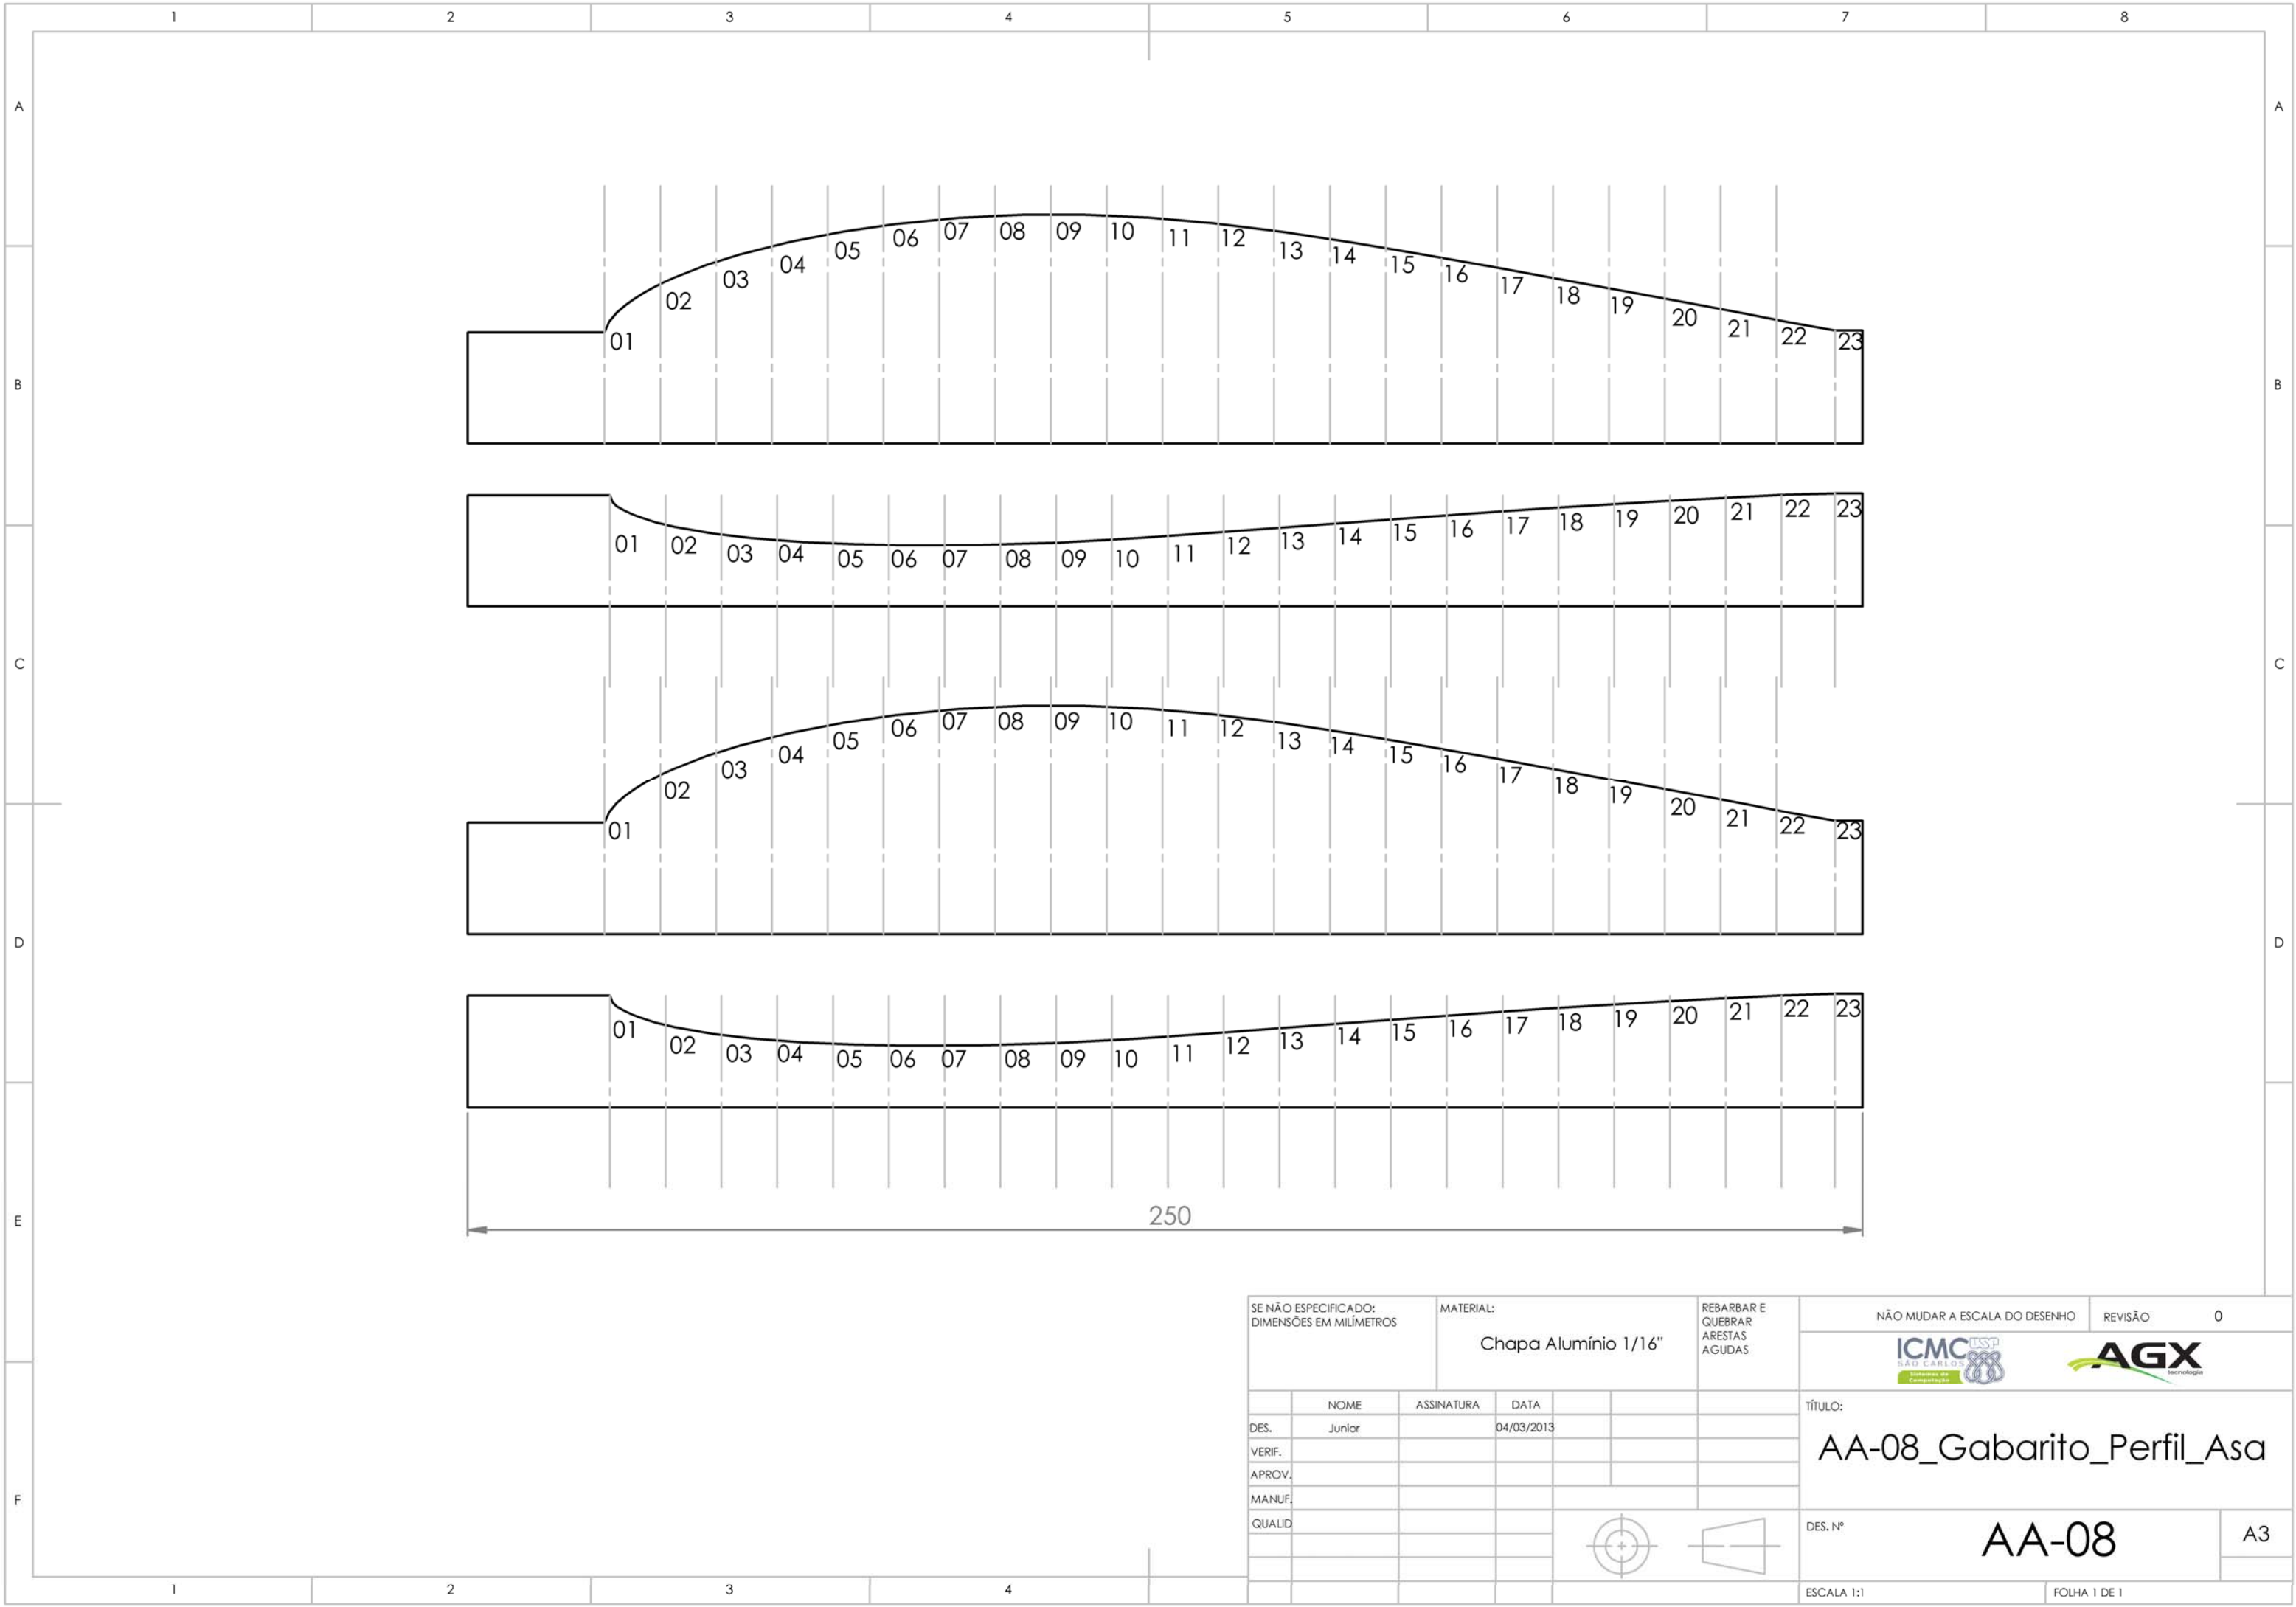 1 2 3 4 5 6 7 8
A A
01 02 03 04 05 06 07 08 09 10 11 12 13 14 15 16 17 18 19 20 21 22 23
B B
01 02 03 04 05 06 07 08 09 10 11 12 13 14 15 16 17 18 19 20 21 22 23
C C
01 02 03 04 05 06 07 08 09 10 11 12 13 14 15 16 17 18 19 20 21 22 23
D D
01 02 03 04 05 06 07 08 09 10 11 12 13 14 15 16 17 18 19 20 21 22 23
E
250
SE NÃO ESPECIFICADO:
DIMENSÕES EM MILÍMETROS
MATERIAL:
Chapa Alumínio 1/16"
REBARBAR E
QUEBRAR
ARESTAS
AGUDAS
NÃO MUDAR A ESCALA DO DESENHO
REVISÃO 0
ICMC USP
SÃO CARLOS
Sistemas de
Computação
AGX
tecnologia
NOME ASSINATURA DATA
DES. Junior 04/03/2013
VERIF.
APROV.
MANUF.
QUALID
TÍTULO:
AA-08_Gabarito_Perfil_Asa
F
DES. Nº
AA-08
A3
ESCALA 1:1
FOLHA 1 DE 1
1 2 3 4